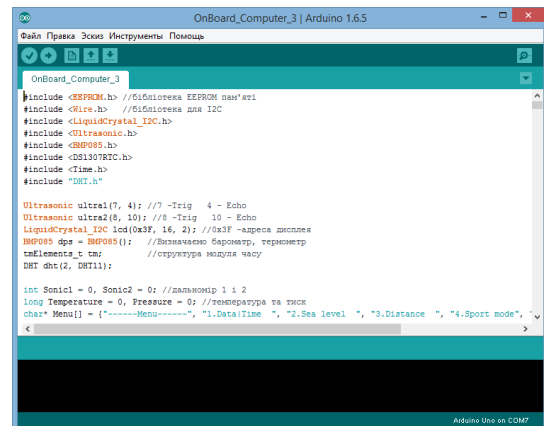 OnBoard_Computer_3 | Arduino 1.6.5
Файл Правка Эскиз Инструменты Помощь
OnBoard_Computer_3
#include <EEPROM.h> //бібліотека EEPROM пам'яті
#include <Wire.h> //бібліотека для I2C
#include <LiquidCrystal_I2C.h>
#include <Ultrasonic.h>
#include <BMP085.h>
#include <DS1307RTC.h>
#include <Time.h>
#include "DHT.h"
Ultrasonic ultra1(7, 4); //7 -Trig 4 - Echo
Ultrasonic ultra2(8, 10); //8 -Trig 10 - Echo
LiquidCrystal_I2C lcd(0x3F, 16, 2); //0x3F -адреса дисплея
BMP085 dps = BMP085(); //Визначаємо барометр, термометр
tmElements_t tm; //структура модуля часу
DHT dht(2, DHT11);
int Sonic1 = 0, Sonic2 = 0; //дальномір 1 і 2
long Temperature = 0, Pressure = 0; //температура та тиск
char* Menu[] = {"------Menu------", "1.Data|Time ", "2.Sea level ", "3.Distance ", "4.Sport mode",
Arduino Uno on COM7